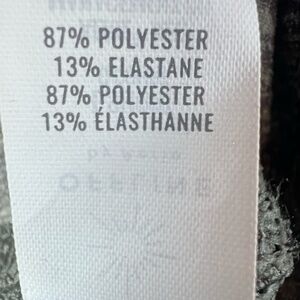 87% POLYESTER
13% ELASTANE
87% POLYESTER
13% ÉLASTHANNE